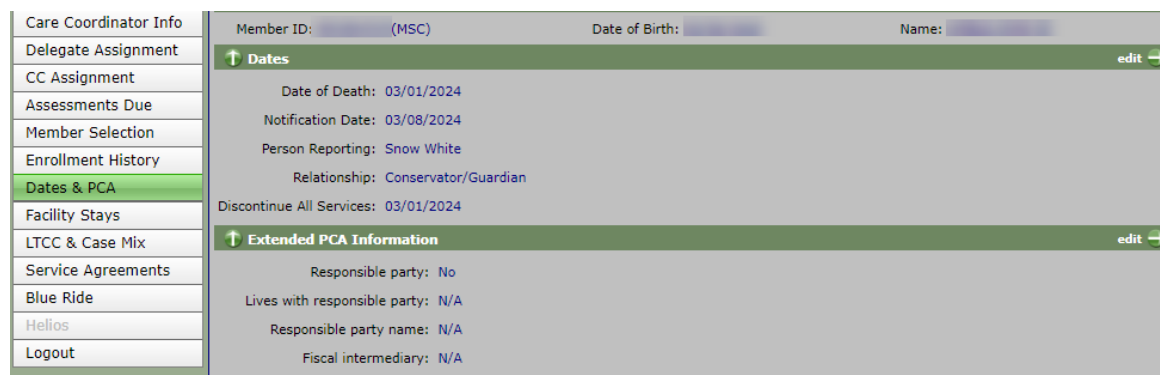 Care Coordinator Info
Delegate Assignment
CC Assignment
Assessments Due
Member Selection
Enrollment History
Dates & PCA
Facility Stays
LTCC & Case Mix
Service Agreements
Blue Ride
Helios
Logout
Member ID: (MSC) Date of Birth: Name:
Dates edit
Date of Death: 03/01/2024
Notification Date: 03/08/2024
Person Reporting: Snow White
Relationship: Conservator/Guardian
Discontinue All Services: 03/01/2024
Extended PCA Information edit
Responsible party: No
Lives with responsible party: N/A
Responsible party name: N/A
Fiscal intermediary: N/A